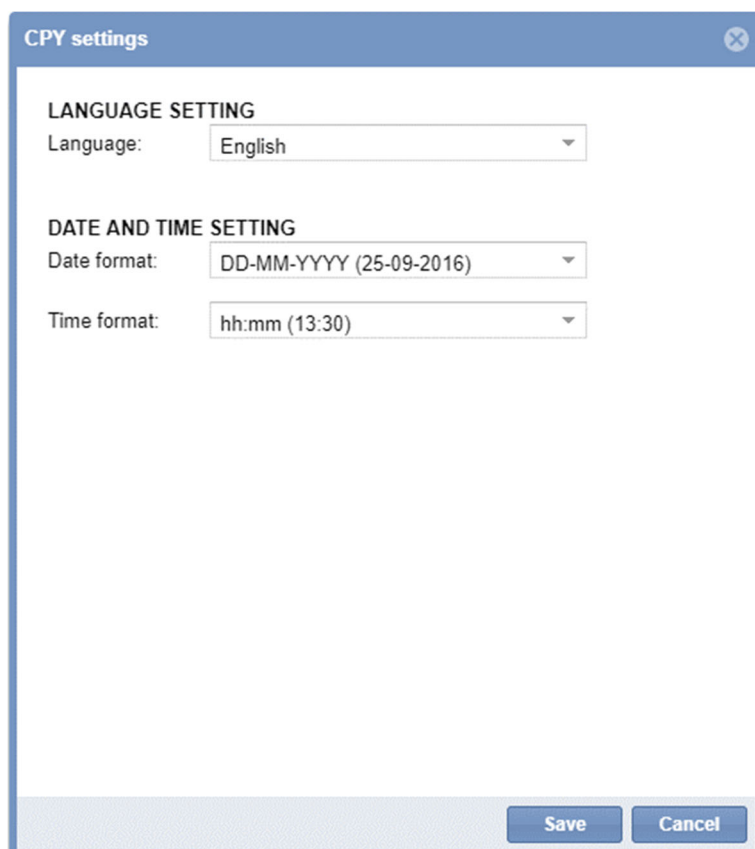 CPY settings
LANGUAGE SETTING
Language: English
DATE AND TIME SETTING
Date format: DD-MM-YYYY (25-09-2016)
Time format: hh:mm (13:30)
Save Cancel